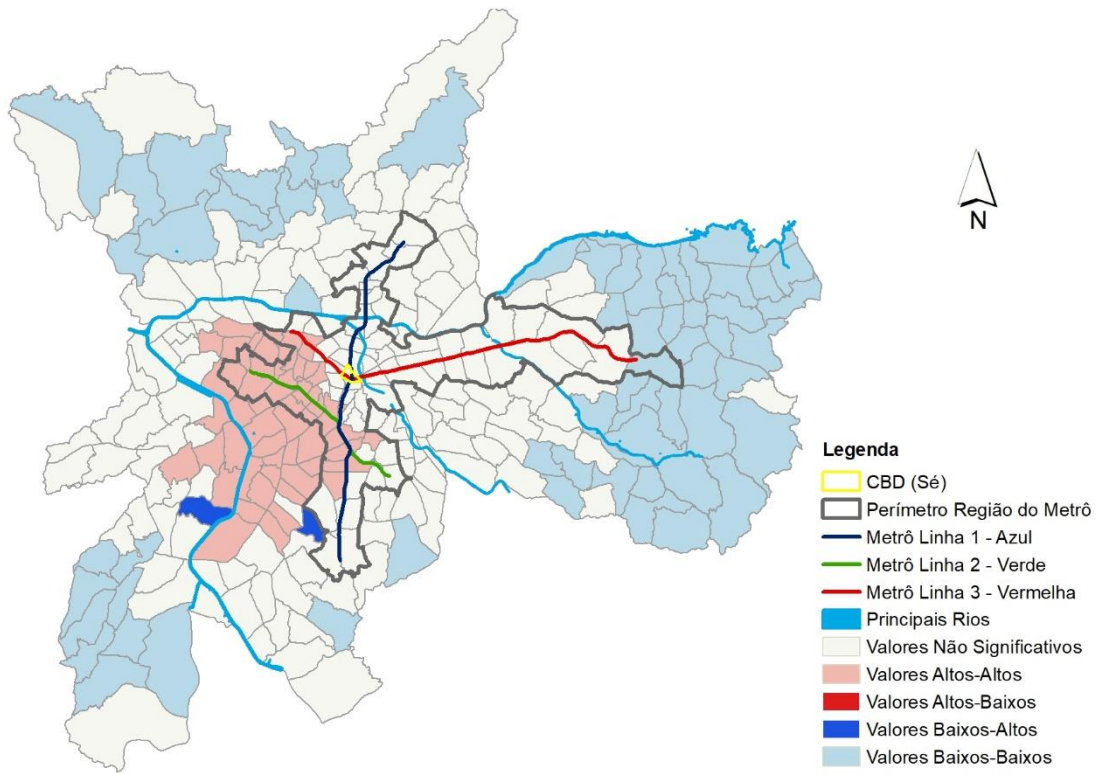 N
Legenda
CBD (Sé)
Perímetro Região do Metrô
Metrô Linha 1 - Azul
Metrô Linha 2 - Verde
Metrô Linha 3 - Vermelha
Principais Rios
Valores Não Significativos
Valores Altos-Altos
Valores Altos-Baixos
Valores Baixos-Altos
Valores Baixos-Baixos